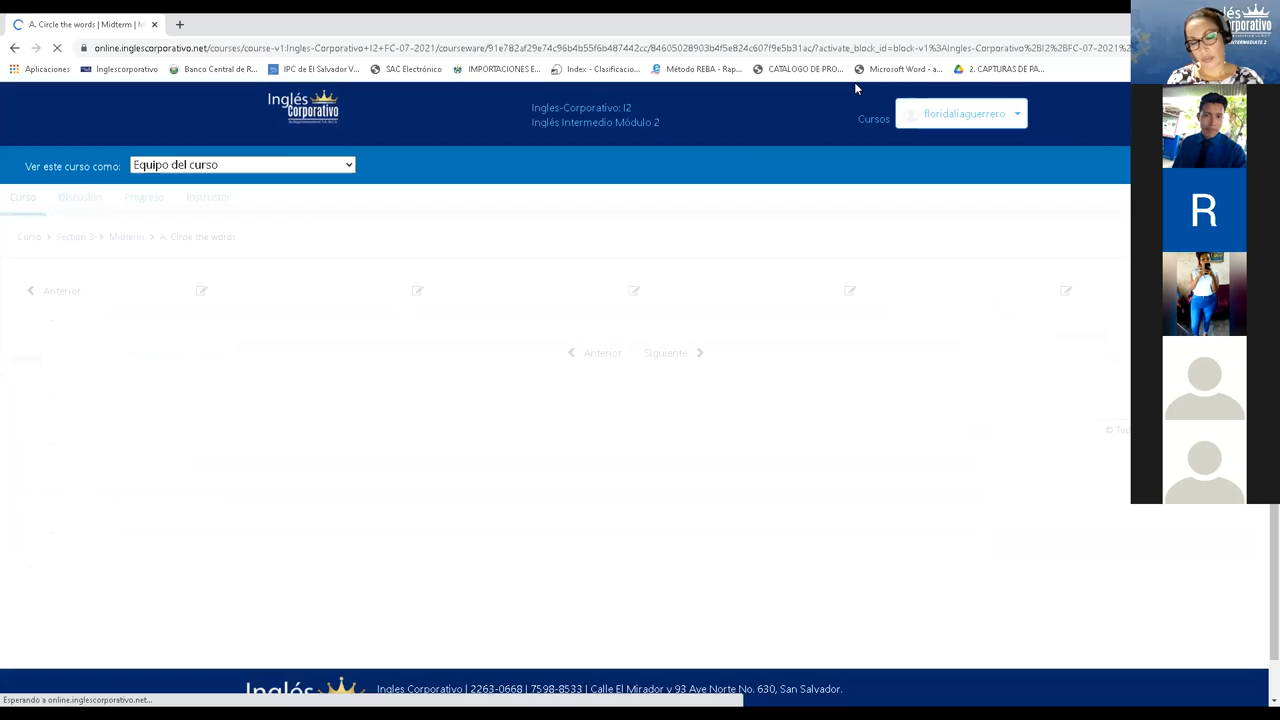 A. Circle the words | Midterm | M
online.inglescorporativo.net/courses/course-v1:Ingles-Corporativo+I2+FC-07-2021/courseware/91e7e2af29e74c96b4b55f6b487442cc/84605028903b4f5e824c607f9e5b317e/?activate_block_id=block-v1%3AIngles-Corporativo%2BI2%2BFC-07-2021%
Aplicaciones
Inglescorporativo
Banco Central de R...
IPC de El Salvador V...
SAC Electrónico
IMPORTACIONES E...
Index - Clasificacio...
Método REBA - Rap...
CATALOGO DE PRO...
Microsoft Word - a...
2. CAPTURAS DE PA...
Inglés
Corporativo
Ingles-Corporativo: I2
Inglés Intermedio Módulo 2
Cursos
floridaliaguerrero
Ver este curso como:
Equipo del curso
Curso
Discusión
Progreso
Instructor
Curso > Section 3 > Midterm > A. Circle the words
Anterior
Anterior
Siguiente
© Tod
R
Inglés
Ingles Corporativo | 2263-0668 | 7598-8533 | Calle El Mirador y 93 Ave Norte No. 630, San Salvador.
Esperando a online.inglescorporativo.net...